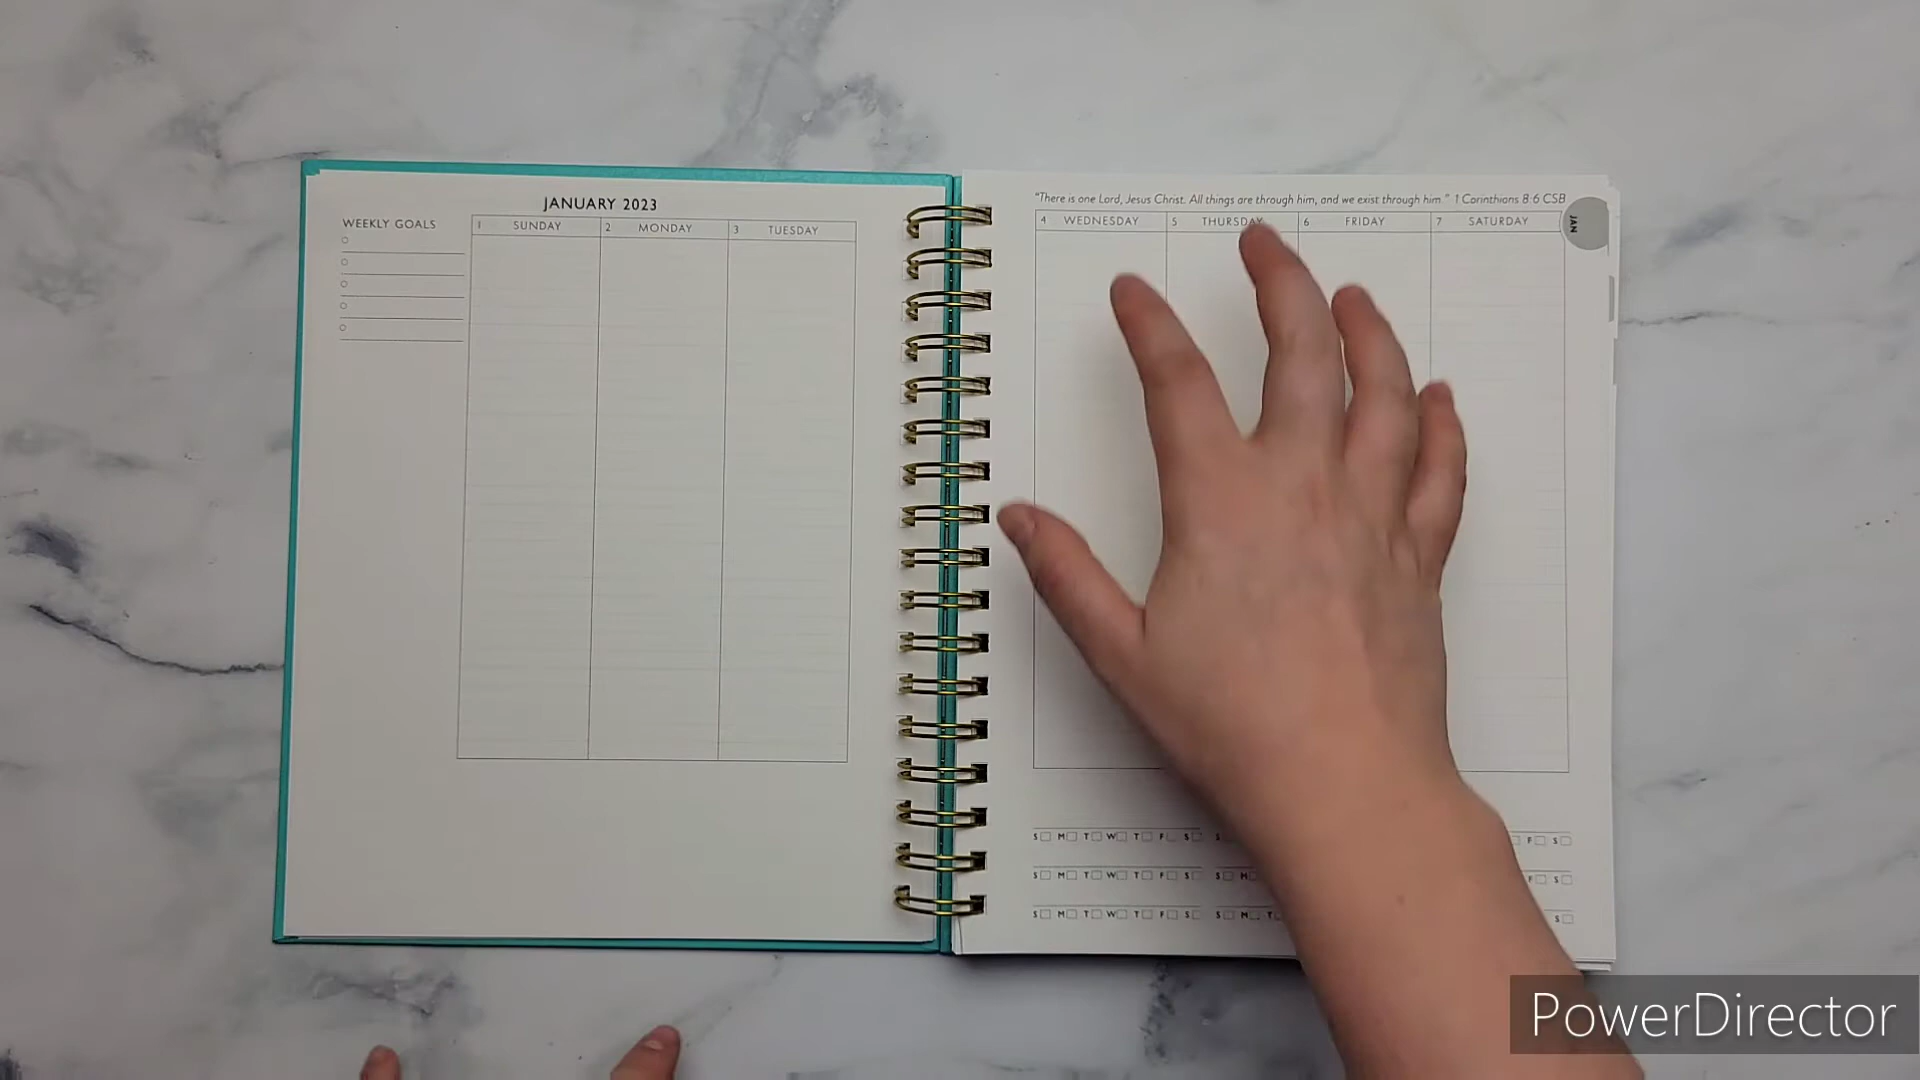 JANUARY 2023
WEEKLY GOALS
1 SUNDAY 2 MONDAY 3 TUESDAY
"There is one Lord, Jesus Christ. All things are through him, and we exist through him." 1 Corinthians 8:6 CSB
4 WEDNESDAY 5 THURSDAY 6 FRIDAY 7 SATURDAY
JAN
S M T W T F S S F S
S M T W T F S S M F S
S M T W T F S S M T S
PowerDirector